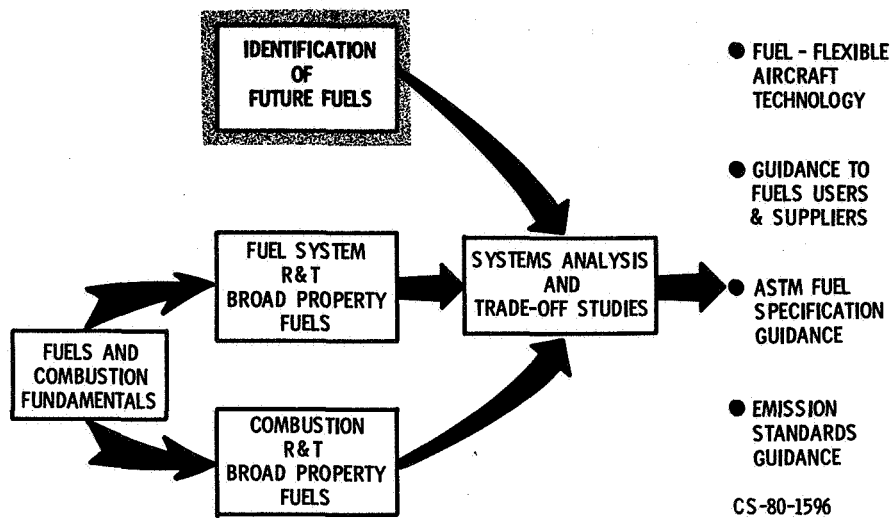 IDENTIFICATION
OF
FUTURE FUELS
FUEL SYSTEM
R&T
BROAD PROPERTY
FUELS
FUELS AND
COMBUSTION
FUNDAMENTALS
COMBUSTION
R&T
BROAD PROPERTY
FUELS
SYSTEMS ANALYSIS
AND
TRADE-OFF STUDIES
● FUEL - FLEXIBLE
AIRCRAFT
TECHNOLOGY
● GUIDANCE TO
FUELS USERS
& SUPPLIERS
● ASTM FUEL
SPECIFICATION
GUIDANCE
● EMISSION
STANDARDS
GUIDANCE
CS-80-1596